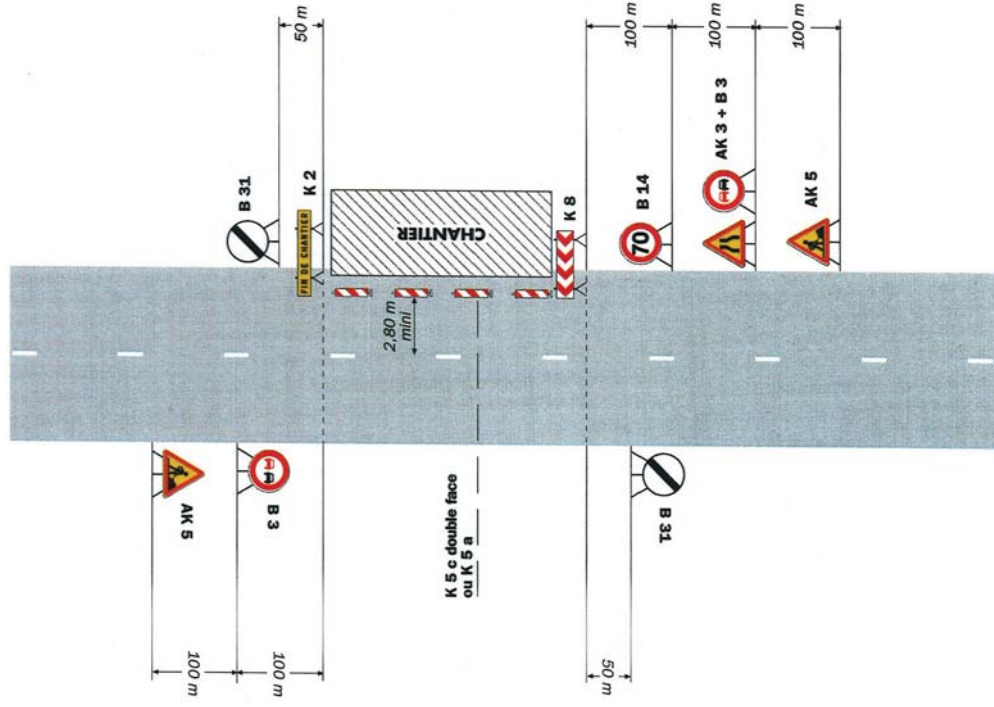 50 m
100 m
100 m
100 m
B 31
FIN DE CHANTIER
K 2
CHANTIER
K 8
70
B 14
AK 3 + B 3
AK 5
2,80 m
mini
AK 5
B 3
K 5 c double face
ou K 5 a
B 31
100 m
100 m
50 m